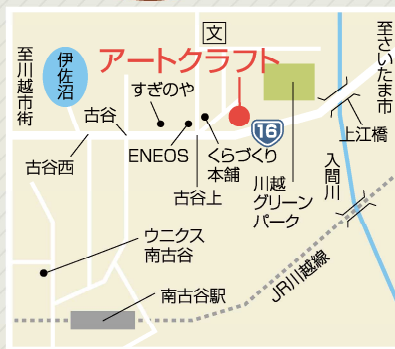 文
至さいたま市
至川越市街
伊佐沼
アートクラフト
すぎのや
古谷
16
上江橋
古谷西
ENEOS
くらづくり
本舗
古谷上
川越
グリーン
パーク
入間川
ウニクス
南古谷
JR川越線
南古谷駅